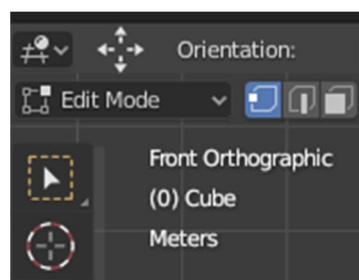 Orientation:
Edit Mode
Front Orthographic
(0) Cube
Meters